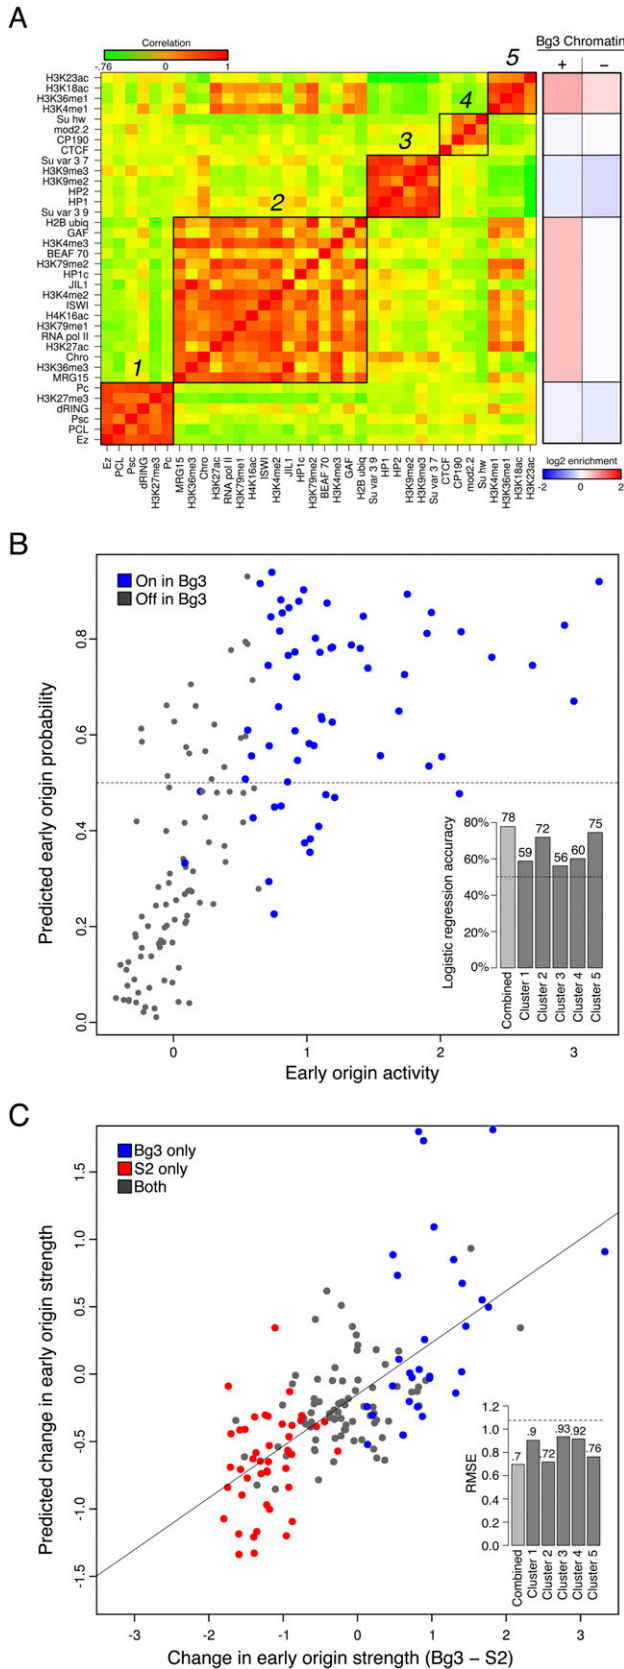 A
Correlation
-.76 0 1
Bg3 Chromatin
+ −
H3K23ac
H3K18ac
H3K36me1
H3K4me1
Su hw
mod2.2
CP190
CTCF
Su var 3 7
H3K9me3
H3K9me2
HP2
HP1
Su var 3 9
H2B ubiq
GAF
H3K4me3
BEAF 70
H3K79me2
HP1c
JIL1
H3K4me2
ISWI
H4K16ac
H3K79me1
RNA pol II
H3K27ac
Chro
H3K36me3
MRG15
Pc
H3K27me3
dRING
Psc
PCL
Ez
1
2
3
4
5
Ez
PCL
Psc
dRING
H3K27me3
Pc
MRG15
H3K36me3
Chro
H3K27ac
RNA pol II
H3K79me1
H4K16ac
ISWI
H3K4me2
JIL1
HP1c
H3K79me2
BEAF 70
H3K4me3
GAF
H2B ubiq
Su var 3 9
HP1
HP2
H3K9me2
H3K9me3
Su var 3 7
CTCF
CP190
mod2.2
Su hw
H3K4me1
H3K36me1
H3K18ac
H3K23ac
log2 enrichment
-2 0 2
B
On in Bg3
Off in Bg3
Predicted early origin probability
0.0
0.2
0.4
0.6
0.8
0 1 2 3
Early origin activity
Logistic regression accuracy
0%
20%
40%
60%
80%
78
59
72
56
60
75
Combined
Cluster 1
Cluster 2
Cluster 3
Cluster 4
Cluster 5
C
Bg3 only
S2 only
Both
Predicted change in early origin strength
1.5
1.0
0.5
0.0
-0.5
-1.0
-1.5
-3 -2 -1 0 1 2 3
Change in early origin strength (Bg3 − S2)
RMSE
1.2
1.0
0.8
0.6
0.4
0.2
0.0
.7
.9
.72
.93
.92
.76
Combined
Cluster 1
Cluster 2
Cluster 3
Cluster 4
Cluster 5